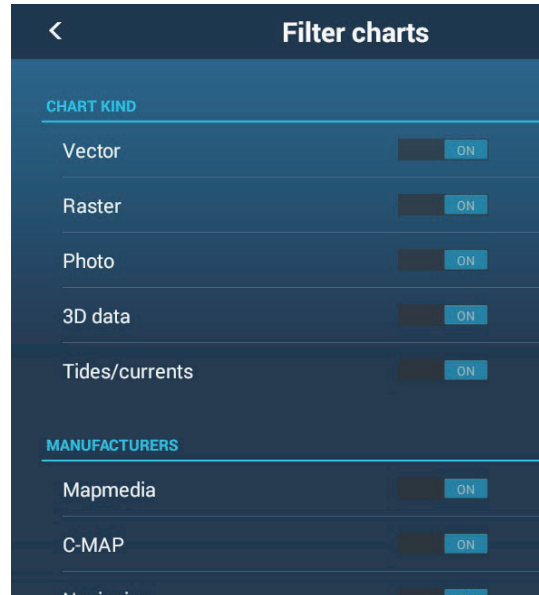 Filter charts
CHART KIND
Vector ON
Raster ON
Photo ON
3D data ON
Tides/currents ON
MANUFACTURERS
Mapmedia ON
C-MAP ON